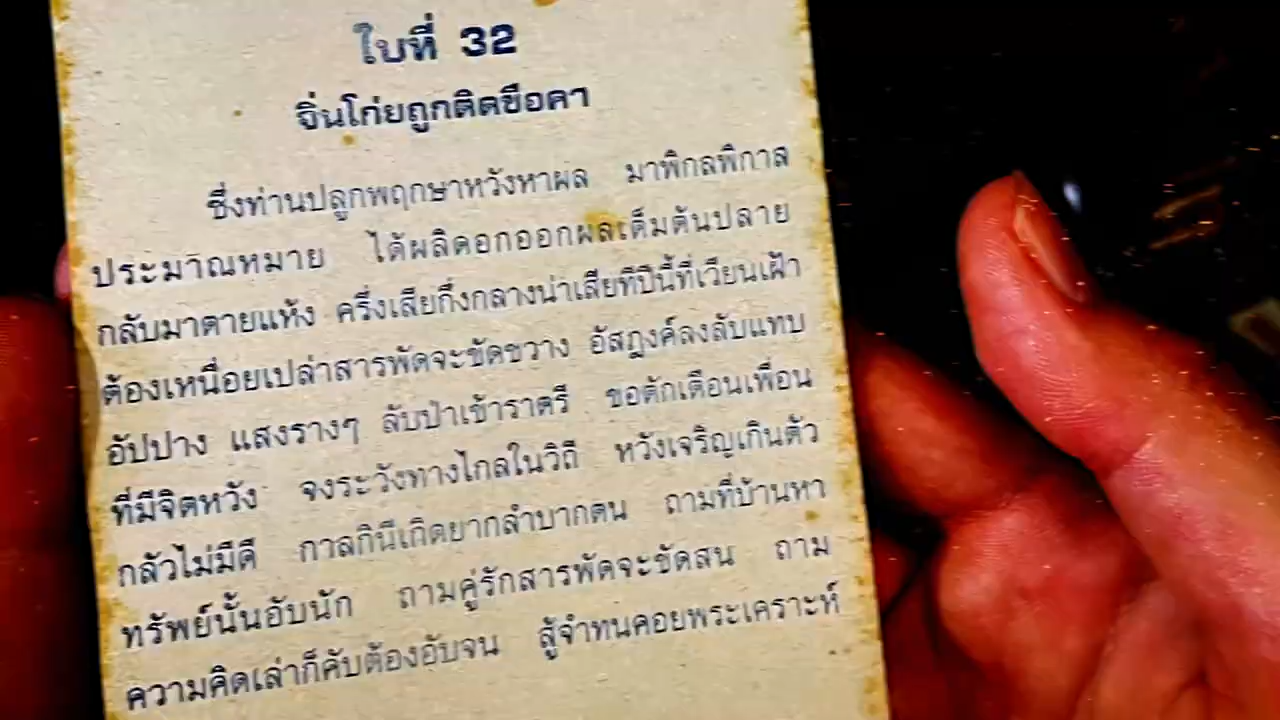 ใบที่ 32
จิ่นโก่ยถูกติดขือคา
ซึ่งท่านปลูกพฤกษาหวังหาผล มาพิกลพิกาล
ประมาณหมาย ได้ผลิดอกออกผลเต็มต้นปลาย
กลับมาตายแห้ง ครึ่งเสียกึ่งกลางน่าเสียทีปีนี้ที่เวียนเฝ้า
ต้องเหนื่อยเปล่าสารพัดจะขัดขวาง อัสฎงค์ลงลับแทบ
อัปปาง แสงรางๆ ลับป่าเข้าราตรี ขอตักเตือนเพื่อน
ที่มีจิตหวัง จงระวังทางไกลในวิถี หวังเจริญเกินตัว
กลัวไม่มีดี กาลกินีเกิดยากลำบากตน ถามที่บ้านหา
ทรัพย์นั้นอับนัก ถามคู่รักสารพัดจะขัดสน ถาม
ความคิดเล่าก็คับต้องอับจน สู้จำทนคอยพระเคราะห์